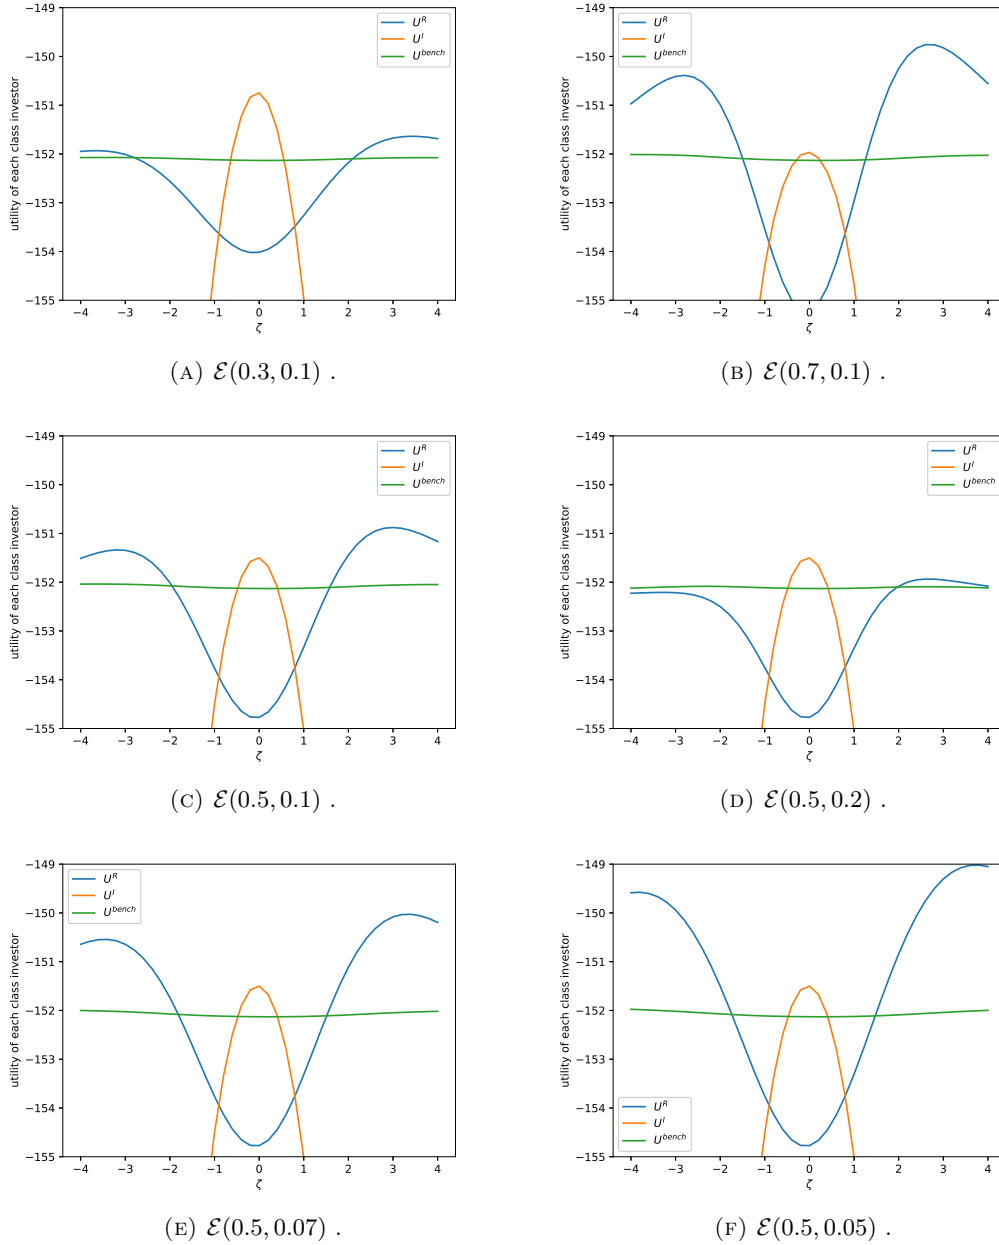 −149
−150
−151
−152
−153
−154
−155
utility of each class investor
−4 −3 −2 −1 0 1 2 3 4
ζ
U^R
U^I
U^bench
(A) ℰ(0.3, 0.1) .
−149
−150
−151
−152
−153
−154
−155
utility of each class investor
−4 −3 −2 −1 0 1 2 3 4
ζ
U^R
U^I
U^bench
(B) ℰ(0.7, 0.1) .
−149
−150
−151
−152
−153
−154
−155
utility of each class investor
−4 −3 −2 −1 0 1 2 3 4
ζ
U^R
U^I
U^bench
(C) ℰ(0.5, 0.1) .
−149
−150
−151
−152
−153
−154
−155
utility of each class investor
−4 −3 −2 −1 0 1 2 3 4
ζ
U^R
U^I
U^bench
(D) ℰ(0.5, 0.2) .
−149
−150
−151
−152
−153
−154
−155
utility of each class investor
−4 −3 −2 −1 0 1 2 3 4
ζ
U^R
U^I
U^bench
(E) ℰ(0.5, 0.07) .
−149
−150
−151
−152
−153
−154
−155
utility of each class investor
−4 −3 −2 −1 0 1 2 3 4
ζ
U^R
U^I
U^bench
(F) ℰ(0.5, 0.05) .